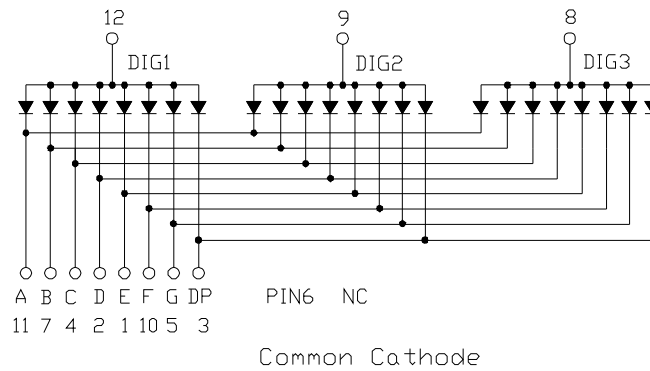 12 9 8
DIG1 DIG2 DIG3
A B C D E F G DP PIN6 NC
11 7 4 2 1 10 5 3
Common Cathode